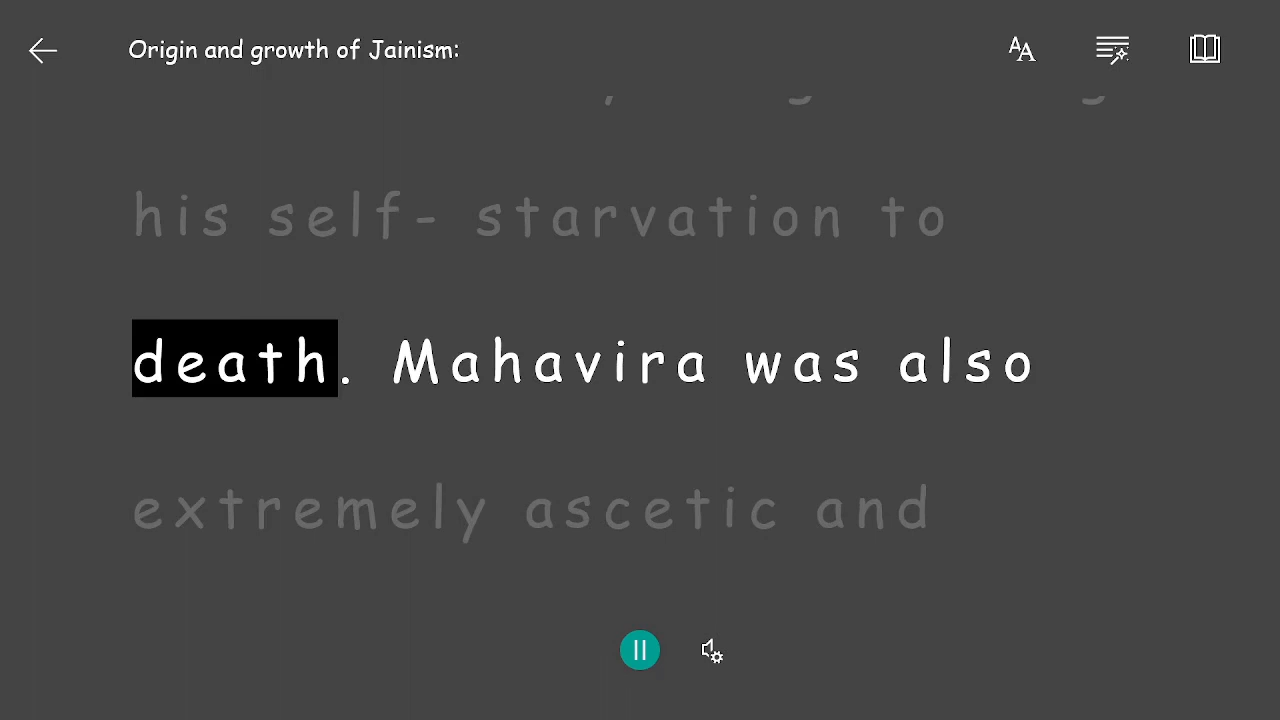 Origin and growth of Jainism:
his self- starvation to
death. Mahavira was also
extremely ascetic and